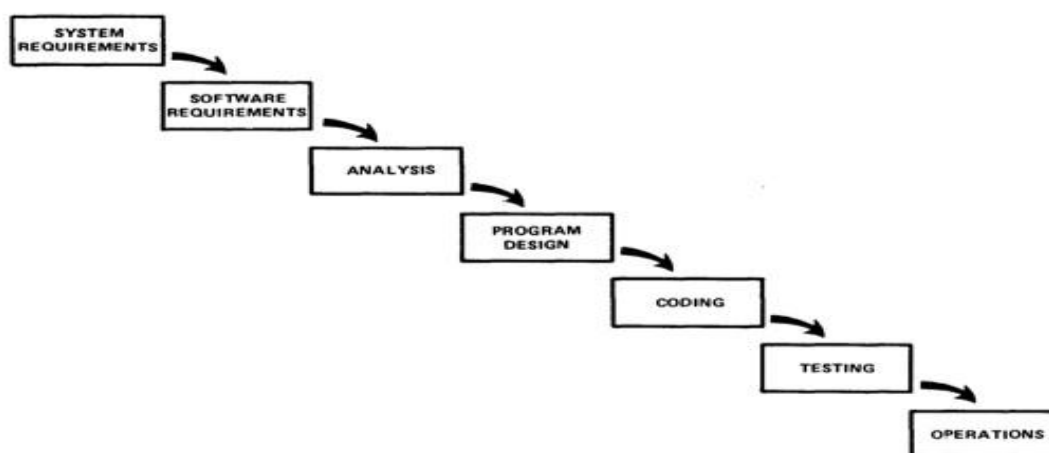 SYSTEM
REQUIREMENTS
SOFTWARE
REQUIREMENTS
ANALYSIS
PROGRAM
DESIGN
CODING
TESTING
OPERATIONS